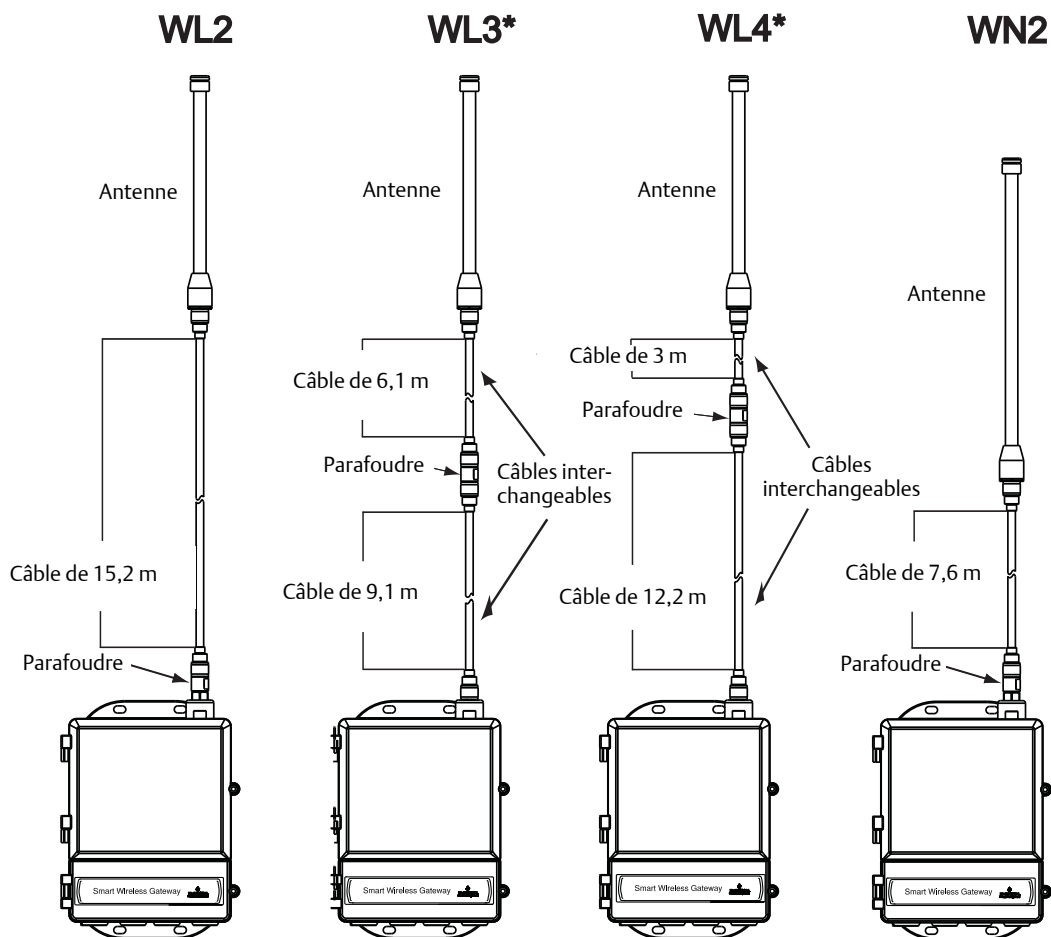 WL2
WL3*
WL4*
WN2
Antenne
Antenne
Antenne
Antenne
Câble de 15,2 m
Parafoudre
Câble de 6,1 m
Parafoudre
Câbles inter-
changeables
Câble de 9,1 m
Câble de 3 m
Parafoudre
Câbles
interchangeables
Câble de 12,2 m
Câble de 7,6 m
Parafoudre
Smart Wireless Gateway
Smart Wireless Gateway
Smart Wireless Gateway
Smart Wireless Gateway